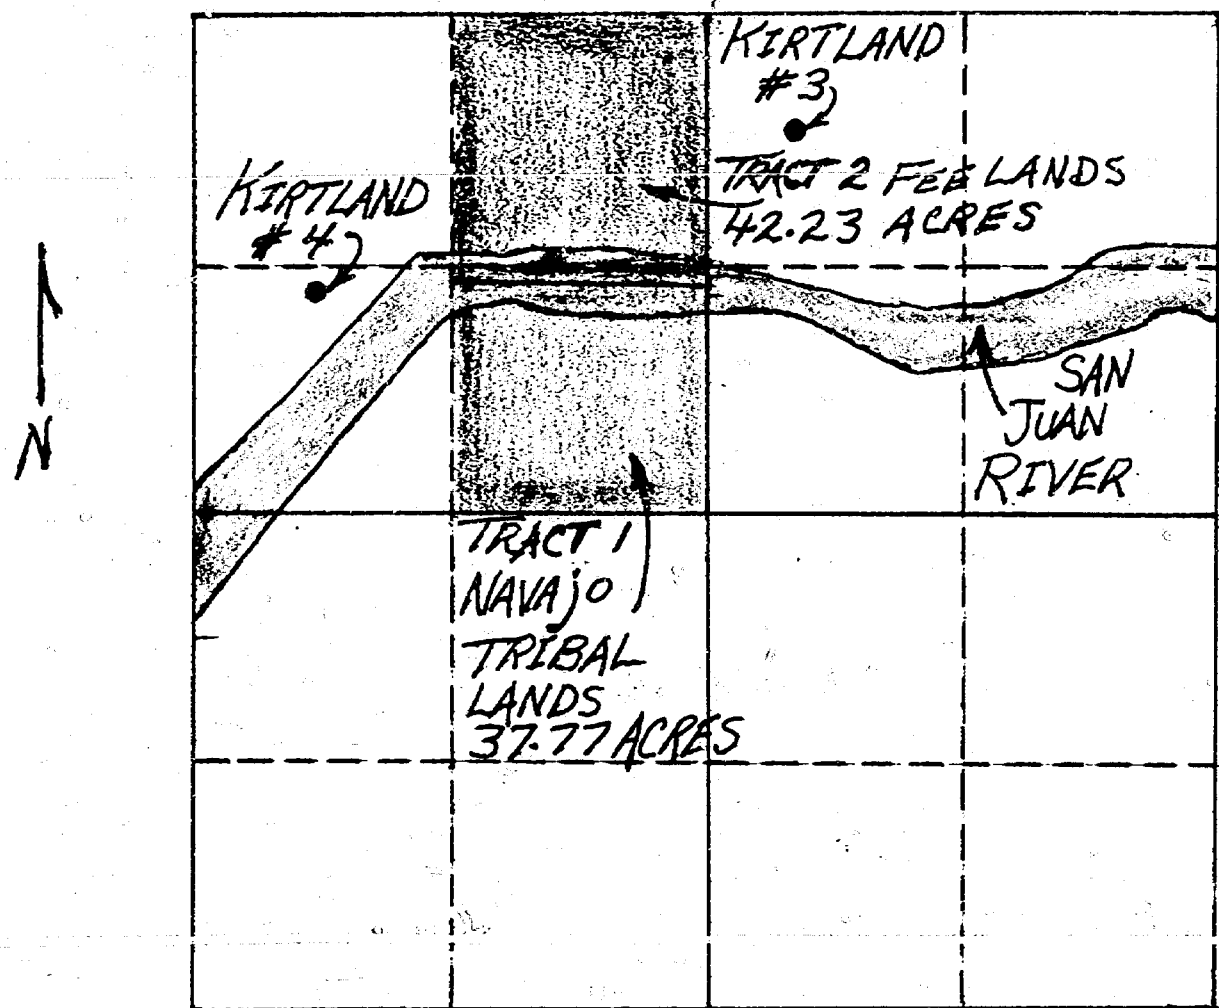 KIRTLAND
#3
KIRTLAND
#4
TRACT 2 FEE LANDS
42.23 ACRES
N
SAN
JUAN
RIVER
TRACT 1
NAVAJO
TRIBAL
LANDS
37.77 ACRES